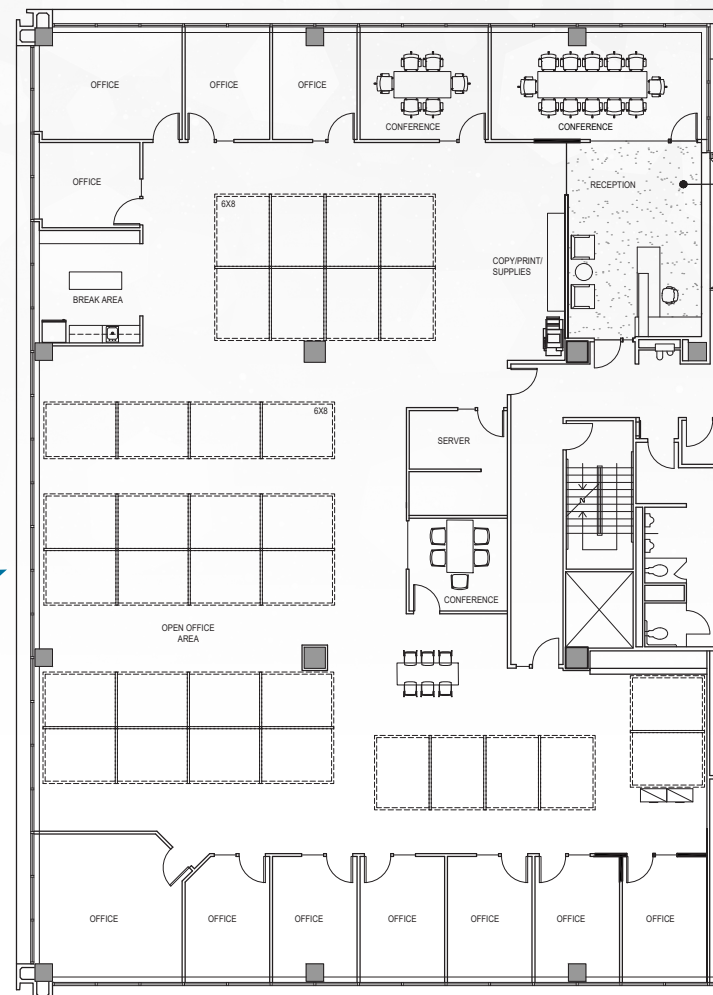 OFFICE
OFFICE
OFFICE
CONFERENCE
CONFERENCE
OFFICE
RECEPTION
6X8
COPY/PRINT/
SUPPLIES
BREAK AREA
6X8
SERVER
N
CONFERENCE
OPEN OFFICE
AREA
OFFICE
OFFICE
OFFICE
OFFICE
OFFICE
OFFICE
OFFICE